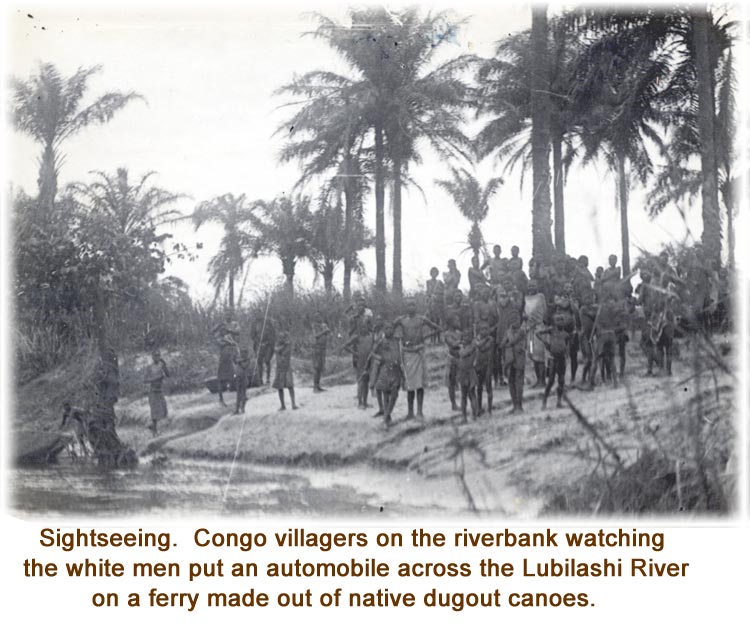 Sightseeing. Congo villagers on the riverbank watching
the white men put an automobile across the Lubilashi River
on a ferry made out of native dugout canoes.